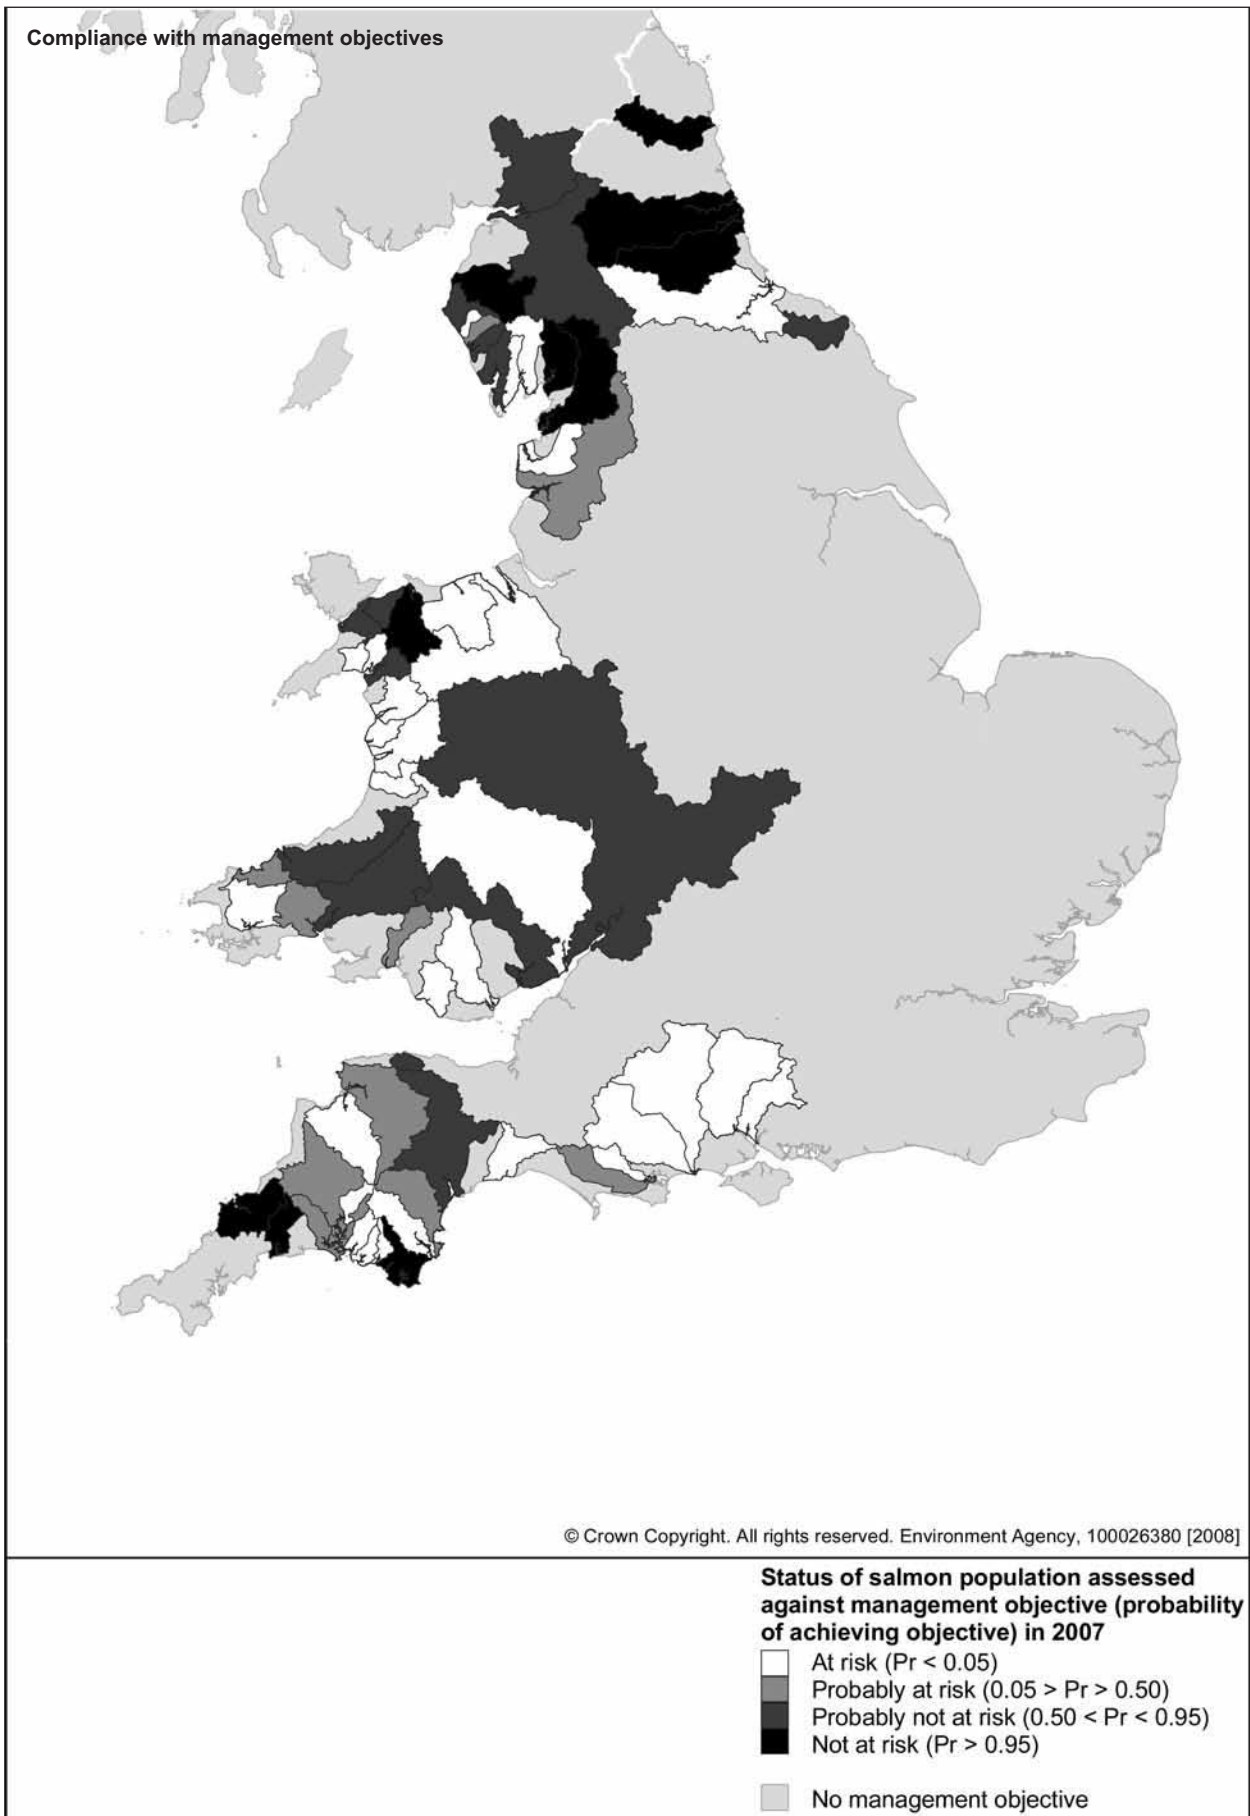 Compliance with management objectives
© Crown Copyright. All rights reserved. Environment Agency, 100026380 [2008]
Status of salmon population assessed
against management objective (probability
of achieving objective) in 2007
At risk (Pr < 0.05)
Probably at risk (0.05 > Pr > 0.50)
Probably not at risk (0.50 < Pr < 0.95)
Not at risk (Pr > 0.95)
No management objective